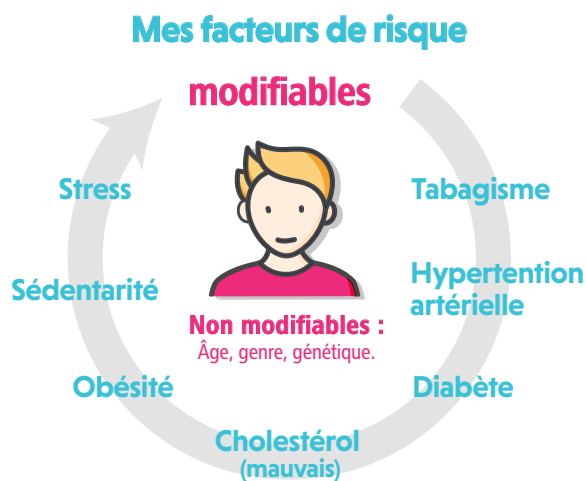 Mes facteurs de risque
modifiables
Tabagisme
Hypertention
artérielle
Diabète
Cholestérol
(mauvais)
Obésité
Sédentarité
Stress
Non modifiables :
Âge, genre, génétique.